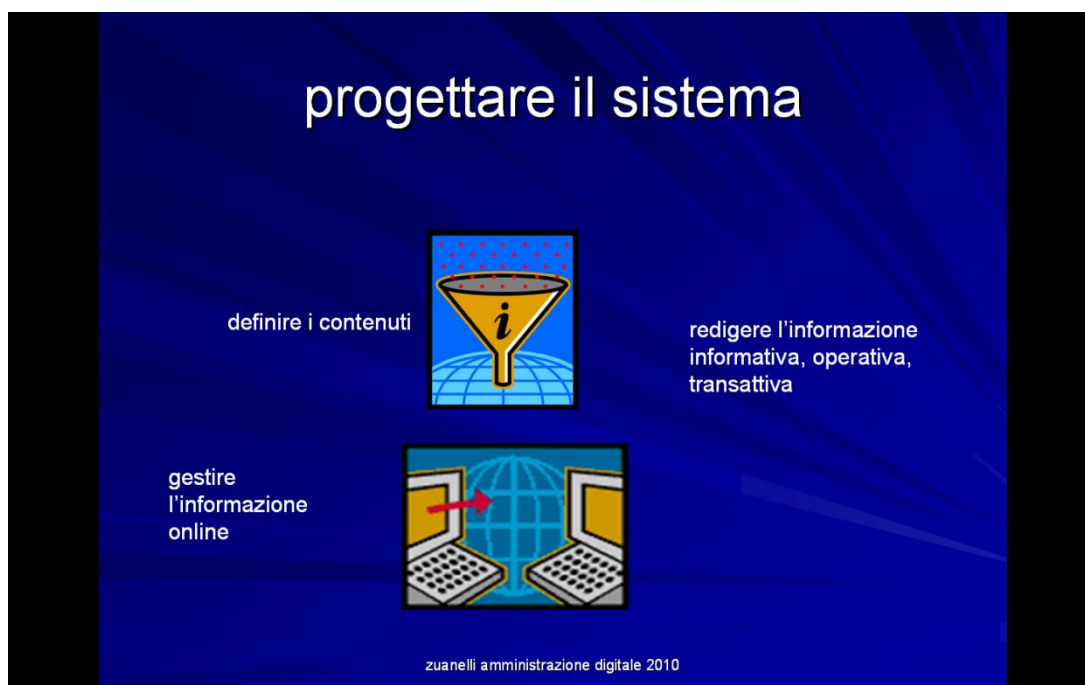 progettare il sistema
definire i contenuti
i
redigere l'informazione
informativa, operativa,
transattiva
gestire
l'informazione
online
zuanelli amministrazione digitale 2010